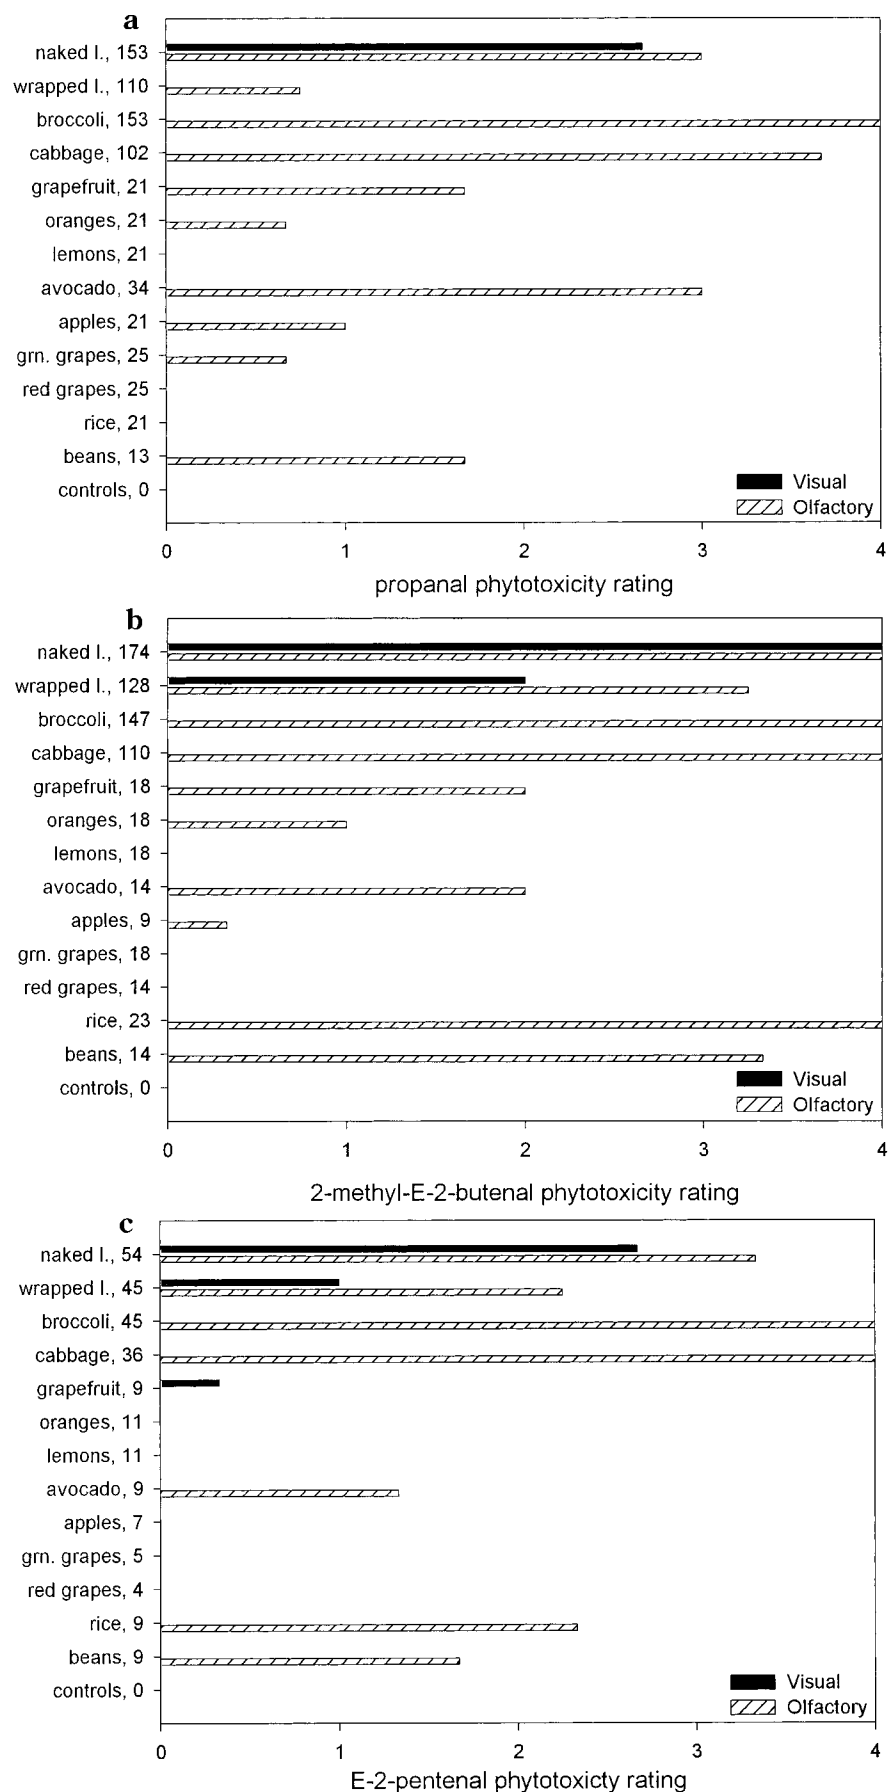 a
naked l., 153
wrapped l., 110
broccoli, 153
cabbage, 102
grapefruit, 21
oranges, 21
lemons, 21
avocado, 34
apples, 21
grn. grapes, 25
red grapes, 25
rice, 21
beans, 13
controls, 0
Visual
Olfactory
0 1 2 3 4
propanal phytotoxicity rating
b
naked l., 174
wrapped l., 128
broccoli, 147
cabbage, 110
grapefruit, 18
oranges, 18
lemons, 18
avocado, 14
apples, 9
grn. grapes, 18
red grapes, 14
rice, 23
beans, 14
controls, 0
Visual
Olfactory
0 1 2 3 4
2-methyl-E-2-butenal phytotoxicity rating
c
naked l., 54
wrapped l., 45
broccoli, 45
cabbage, 36
grapefruit, 9
oranges, 11
lemons, 11
avocado, 9
apples, 7
grn. grapes, 5
red grapes, 4
rice, 9
beans, 9
controls, 0
Visual
Olfactory
0 1 2 3 4
E-2-pentenal phytotoxicty rating